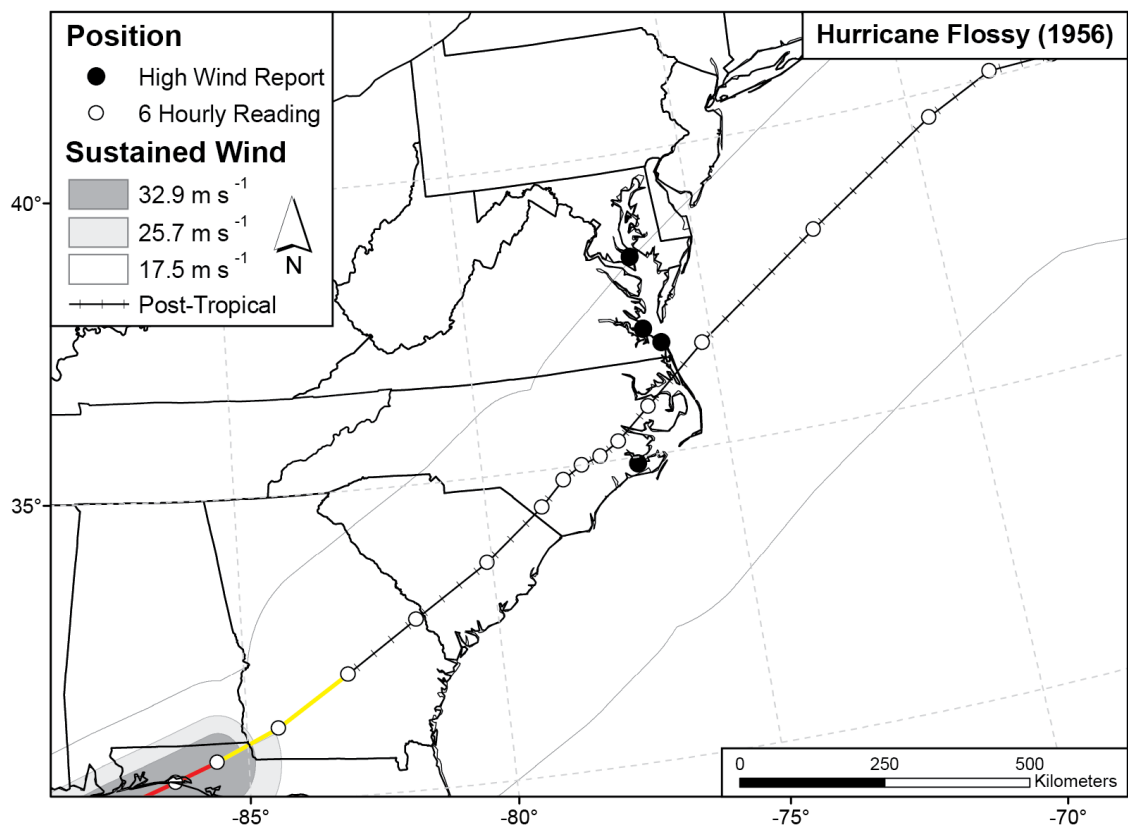 Hurricane Flossy (1956)
Position
High Wind Report
6 Hourly Reading
Sustained Wind
32.9 m s -1
25.7 m s -1
17.5 m s -1
Post-Tropical
N
40°
35°
0 250 500
Kilometers
-85° -80° -75° -70°